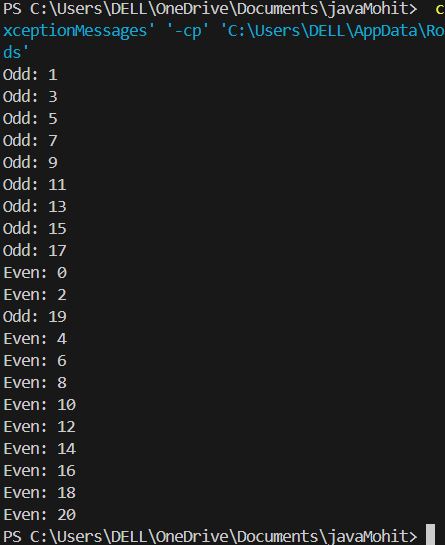 PS C:\Users\DELL\OneDrive\Documents\javaMohit>  c
xceptionMessages' '-cp' 'C:\Users\DELL\AppData\Ro
ds'
Odd: 1
Odd: 3
Odd: 5
Odd: 7
Odd: 9
Odd: 11
Odd: 13
Odd: 15
Odd: 17
Even: 0
Even: 2
Odd: 19
Even: 4
Even: 6
Even: 8
Even: 10
Even: 12
Even: 14
Even: 16
Even: 18
Even: 20
PS C:\Users\DELL\OneDrive\Documents\javaMohit>